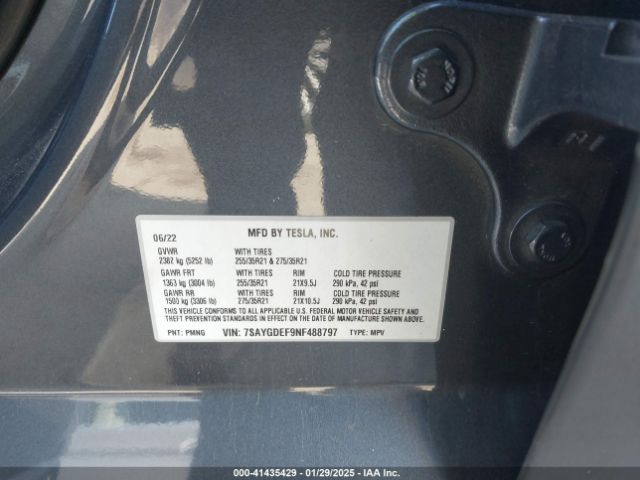 06/22 MFD BY TESLA, INC.
GVWR WITH TIRES
2382 kg (5252 lb) 255/35R21 & 275/35R21
GAWR FRT WITH TIRES RIM COLD TIRE PRESSURE
1363 kg (3004 lb) 255/35R21 21X9.5J 290 kPa, 42 psi
GAWR RR WITH TIRES RIM COLD TIRE PRESSURE
1500 kg (3306 lb) 275/35R21 21X10.5J 290 kPa, 42 psi
THIS VEHICLE CONFORMS TO ALL APPLICABLE U.S. FEDERAL MOTOR VEHICLE SAFETY AND
THEFT PREVENTION STANDARDS IN EFFECT ON THE DATE OF MANUFACTURE SHOWN ABOVE.
PNT: PMNG VIN: 7SAYGDEF9NF488797 TYPE: MPV
000-41435429 - 01/29/2025 - IAA Inc.